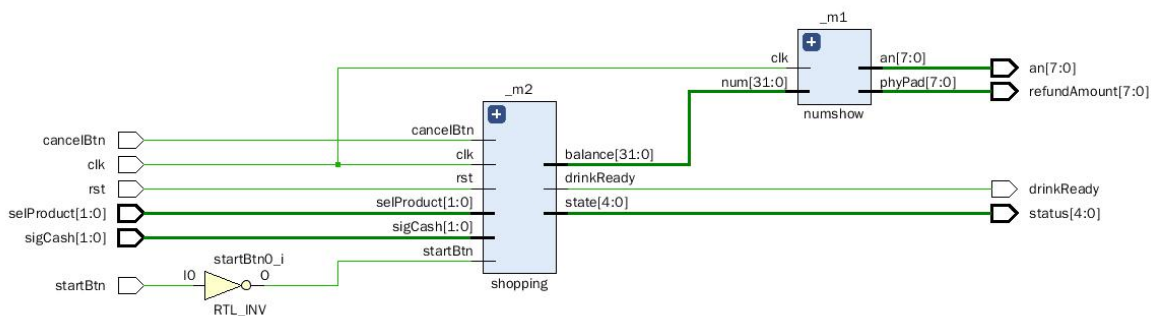 _m1
clk
an[7:0]
an[7:0]
num[31:0]
phyPad[7:0]
refundAmount[7:0]
numshow
_m2
cancelBtn
cancelBtn
clk
clk
balance[31:0]
rst
rst
drinkReady
drinkReady
selProduct[1:0]
selProduct[1:0]
state[4:0]
status[4:0]
sigCash[1:0]
sigCash[1:0]
startBtn
startBtn0_i
shopping
startBtn
I0
O
RTL_INV